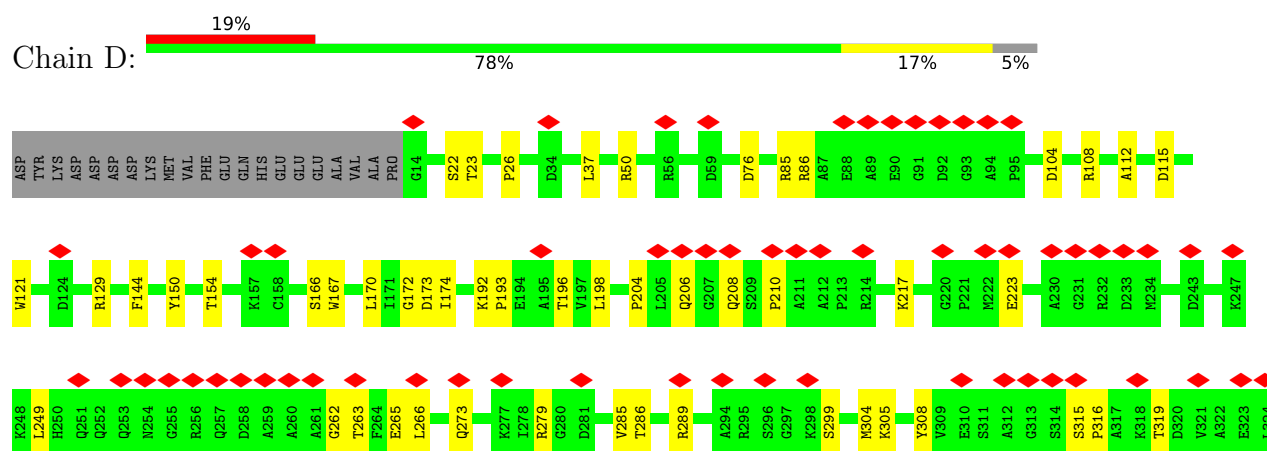 19%
Chain D:
78% 17% 5%
ASP TYR LYS ASP ASP ASP ASP LYS MET VAL PHE GLU GLN HIS GLU GLU GLU ALA VAL ALA PRO G14 S22 T23 P26 D34 L37 R50 R56 D59 D76 R85 R86 A87 E88 A89 E90 G91 D92 G93 A94 P95 D104 R108 A112 D115
W121 D124 R129 F144 Y150 T154 K157 C158 S166 W167 L170 I171 G172 D173 I174 K192 P193 E194 A195 T196 V197 L198 P204 L205 Q206 G207 Q208 S209 P210 A211 A212 P213 R214 K217 G220 P221 M222 E223 A230 G231 R232 D233 M234 D243 K247
K248 L249 H250 Q251 Q252 Q253 N254 G255 R256 Q257 D258 A259 A260 A261 G262 T263 F264 E265 L266 Q273 K277 I278 R279 G280 D281 V285 T286 R289 A294 R295 S296 G297 K298 S299 M304 K305 Y308 V309 E310 S311 A312 G313 S314 S315 P316 A317 K318 T319 D320 V321 A322 E323